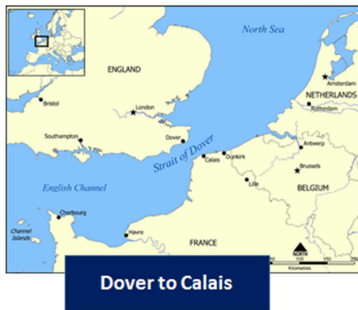 North Sea
ENGLAND
NETHERLANDS
Amsterdam
Rotterdam
Bristol
London
Southampton
Dover
Strait of Dover
Antwerp
Calais
Dunkirk
Brussels
Lille
BELGIUM
English Channel
Cherbourg
Channel
Islands
Havre
FRANCE
NORTH
Kilometres
Dover to Calais